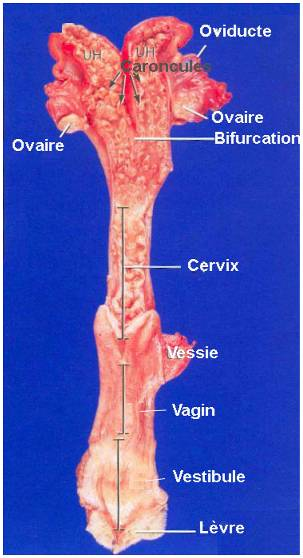 Oviducte
UH UH
Caroncules
Ovaire
Ovaire
Bifurcation
Cervix
Vessie
Vagin
Vestibule
Lèvre